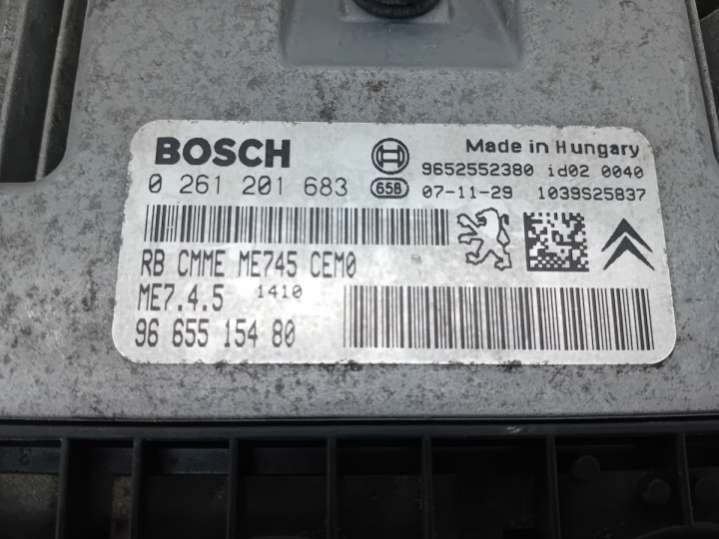 BOSCH
Made in Hungary
9652552380 id02 0040
0 261 201 683
658 07-11-29 1039S25837
RB CMME ME745 CEM0
ME7.4.5 1410
96 655 154 80